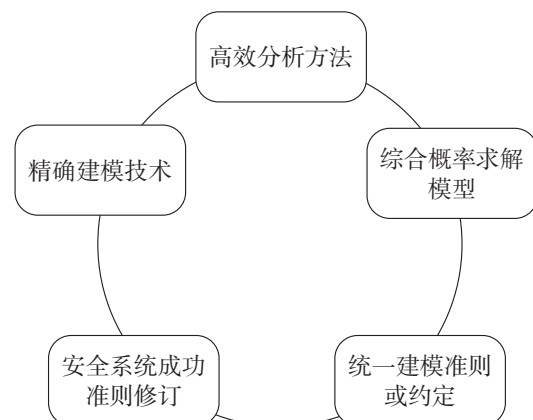 高效分析方法
精确建模技术
综合概率求解
模型
安全系统成功
准则修订
统一建模准则
或约定